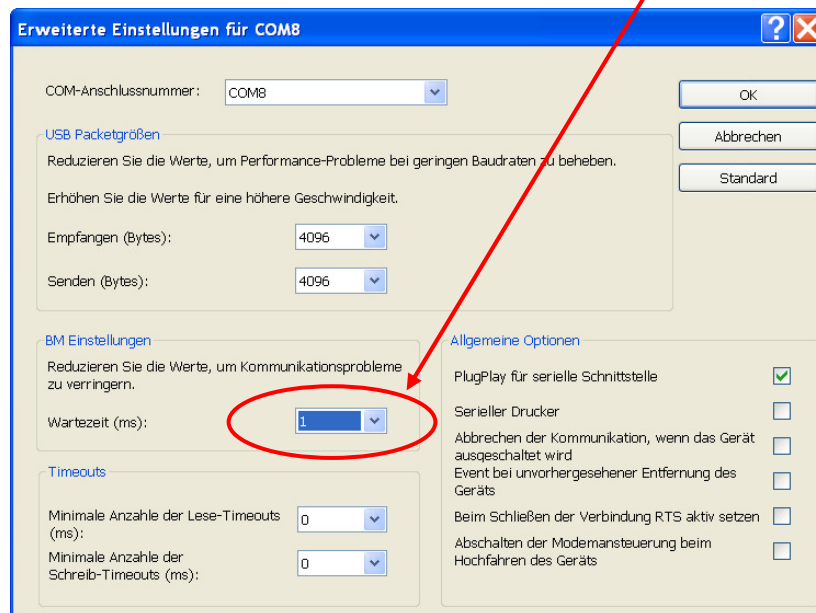 Erweiterte Einstellungen für COM8
COM-Anschlussnummer:
COM8
OK
Abbrechen
Standard
USB Packetgrößen
Reduzieren Sie die Werte, um Performance-Probleme bei geringen Baudraten zu beheben.
Erhöhen Sie die Werte für eine höhere Geschwindigkeit.
Empfangen (Bytes):
4096
Senden (Bytes):
4096
BM Einstellungen
Reduzieren Sie die Werte, um Kommunikationsprobleme
zu verringern.
Wartezeit (ms):
1
Timeouts
Minimale Anzahle der Lese-Timeouts
(ms):
0
Minimale Anzahle der
Schreib-Timeouts (ms):
0
Allgemeine Optionen
PlugPlay für serielle Schnittstelle
Serieller Drucker
Abbrechen der Kommunikation, wenn das Gerät
ausgeschaltet wird
Event bei unvorhergesehener Entfernung des
Geräts
Beim Schließen der Verbindung RTS aktiv setzen
Abschalten der Modemansteuerung beim
Hochfahren des Geräts